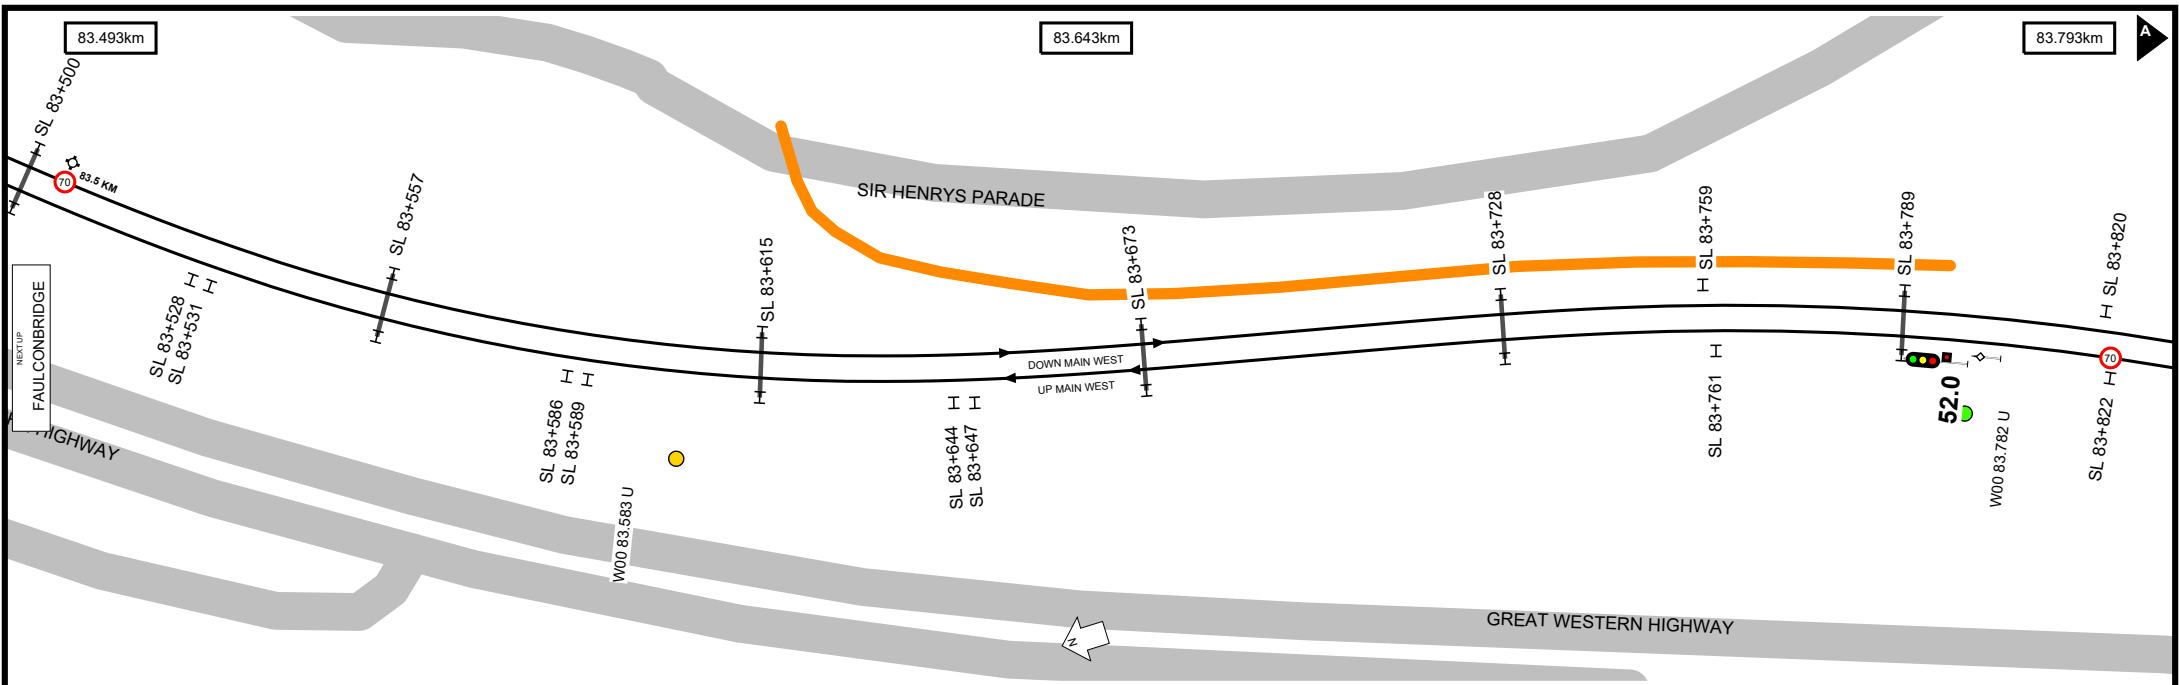 83.493km
83.643km
83.793km
A
SL 83+500
70
83.5 KM
SL 83+557
SL 83+615
SIR HENRYS PARADE
SL 83+673
SL 83+728
SL 83+759
SL 83+789
SL 83+820
NEXT UP
FAULCONBRIDGE
SL 83+528
SL 83+531
SL 83+586
SL 83+589
DOWN MAIN WEST
UP MAIN WEST
SL 83+644
SL 83+647
SL 83+761
52.0
70
SL 83+822
W00 83.782 U
W00 83.583 U
HIGHWAY
GREAT WESTERN HIGHWAY
N